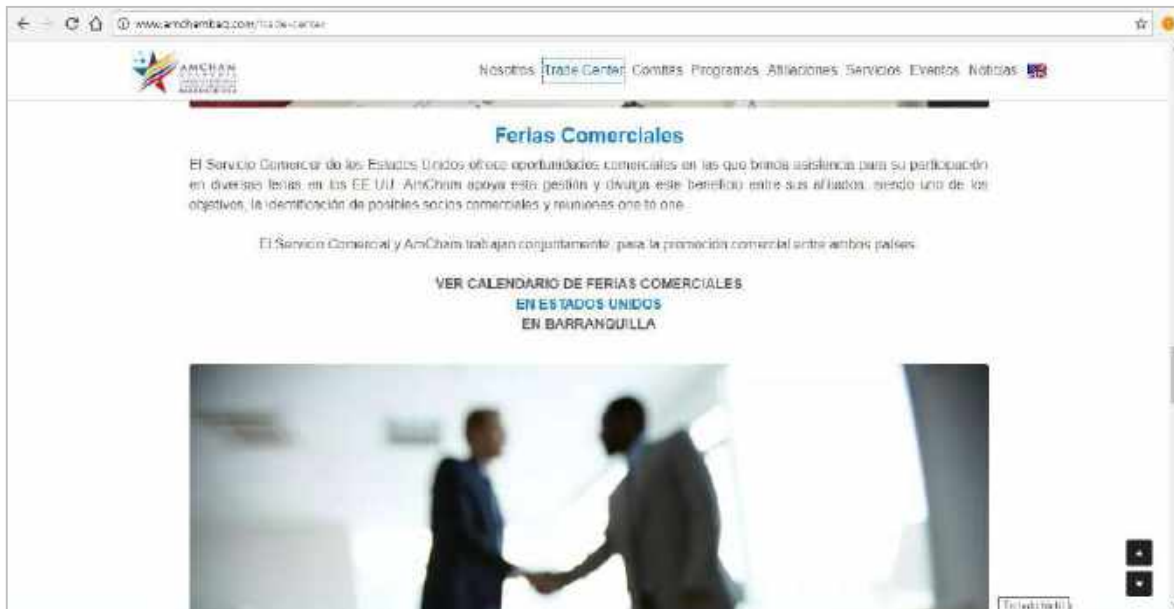 www.amchambaq.com/trade-center
AMCHAM
Nosotros Trade Center Comités Programas Afiliaciones Servicios Eventos Noticias
Ferias Comerciales
El Servicio Comercial de los Estados Unidos ofrece oportunidades comerciales en las que brinda asistencia para su participación
en diversas ferias en los EE.UU. AmCham apoya esta gestión y divulga este beneficio entre sus afiliados, siendo uno de los
objetivos, la identificación de posibles socios comerciales y reuniones one to one.
El Servicio Comercial y AmCham trabajan conjuntamente, para la promoción comercial entre ambos países.
VER CALENDARIO DE FERIAS COMERCIALES
EN ESTADOS UNIDOS
EN BARRANQUILLA